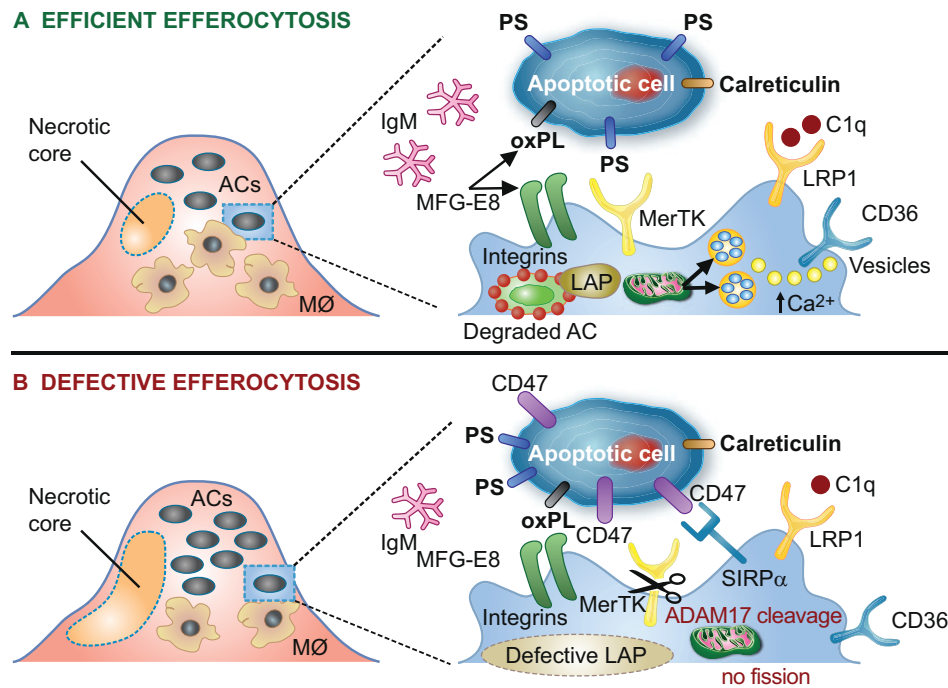 A EFFICIENT EFFEROCYTOSIS
PS
PS
Apoptotic cell
Calreticulin
IgM
oxPL
PS
C1q
LRP1
Necrotic
core
ACs
MFG-E8
MerTK
CD36
Integrins
Vesicles
LAP
MØ
↑Ca²⁺
Degraded AC
B DEFECTIVE EFFEROCYTOSIS
CD47
PS
Apoptotic cell
Calreticulin
PS
CD47
C1q
Necrotic
core
ACs
oxPL
IgM
CD47
LRP1
MFG-E8
SIRPα
Integrins
MerTK
ADAM17 cleavage
CD36
MØ
Defective LAP
no fission